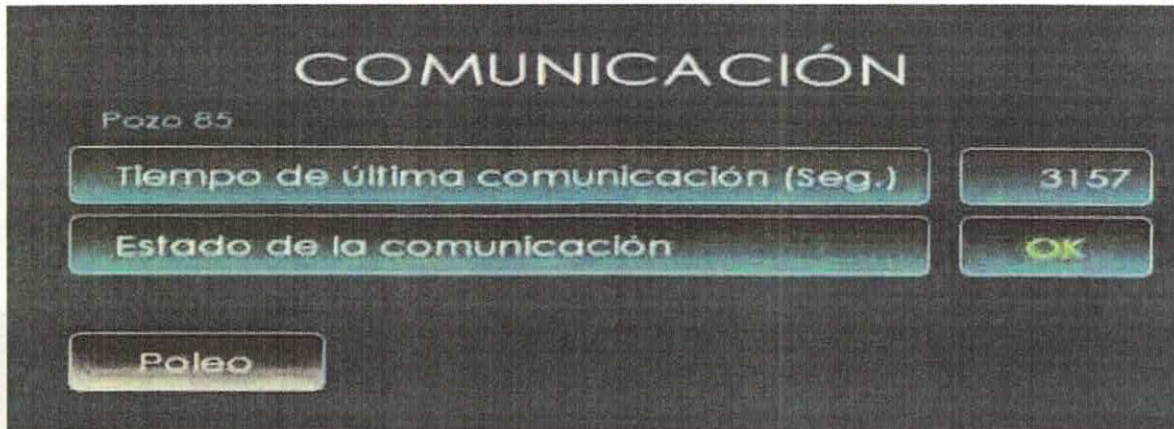 COMUNICACIÓN
Pozo 85
Tiempo de última comunicación (Seg.) 3157
Estado de la comunicación OK
Poleo